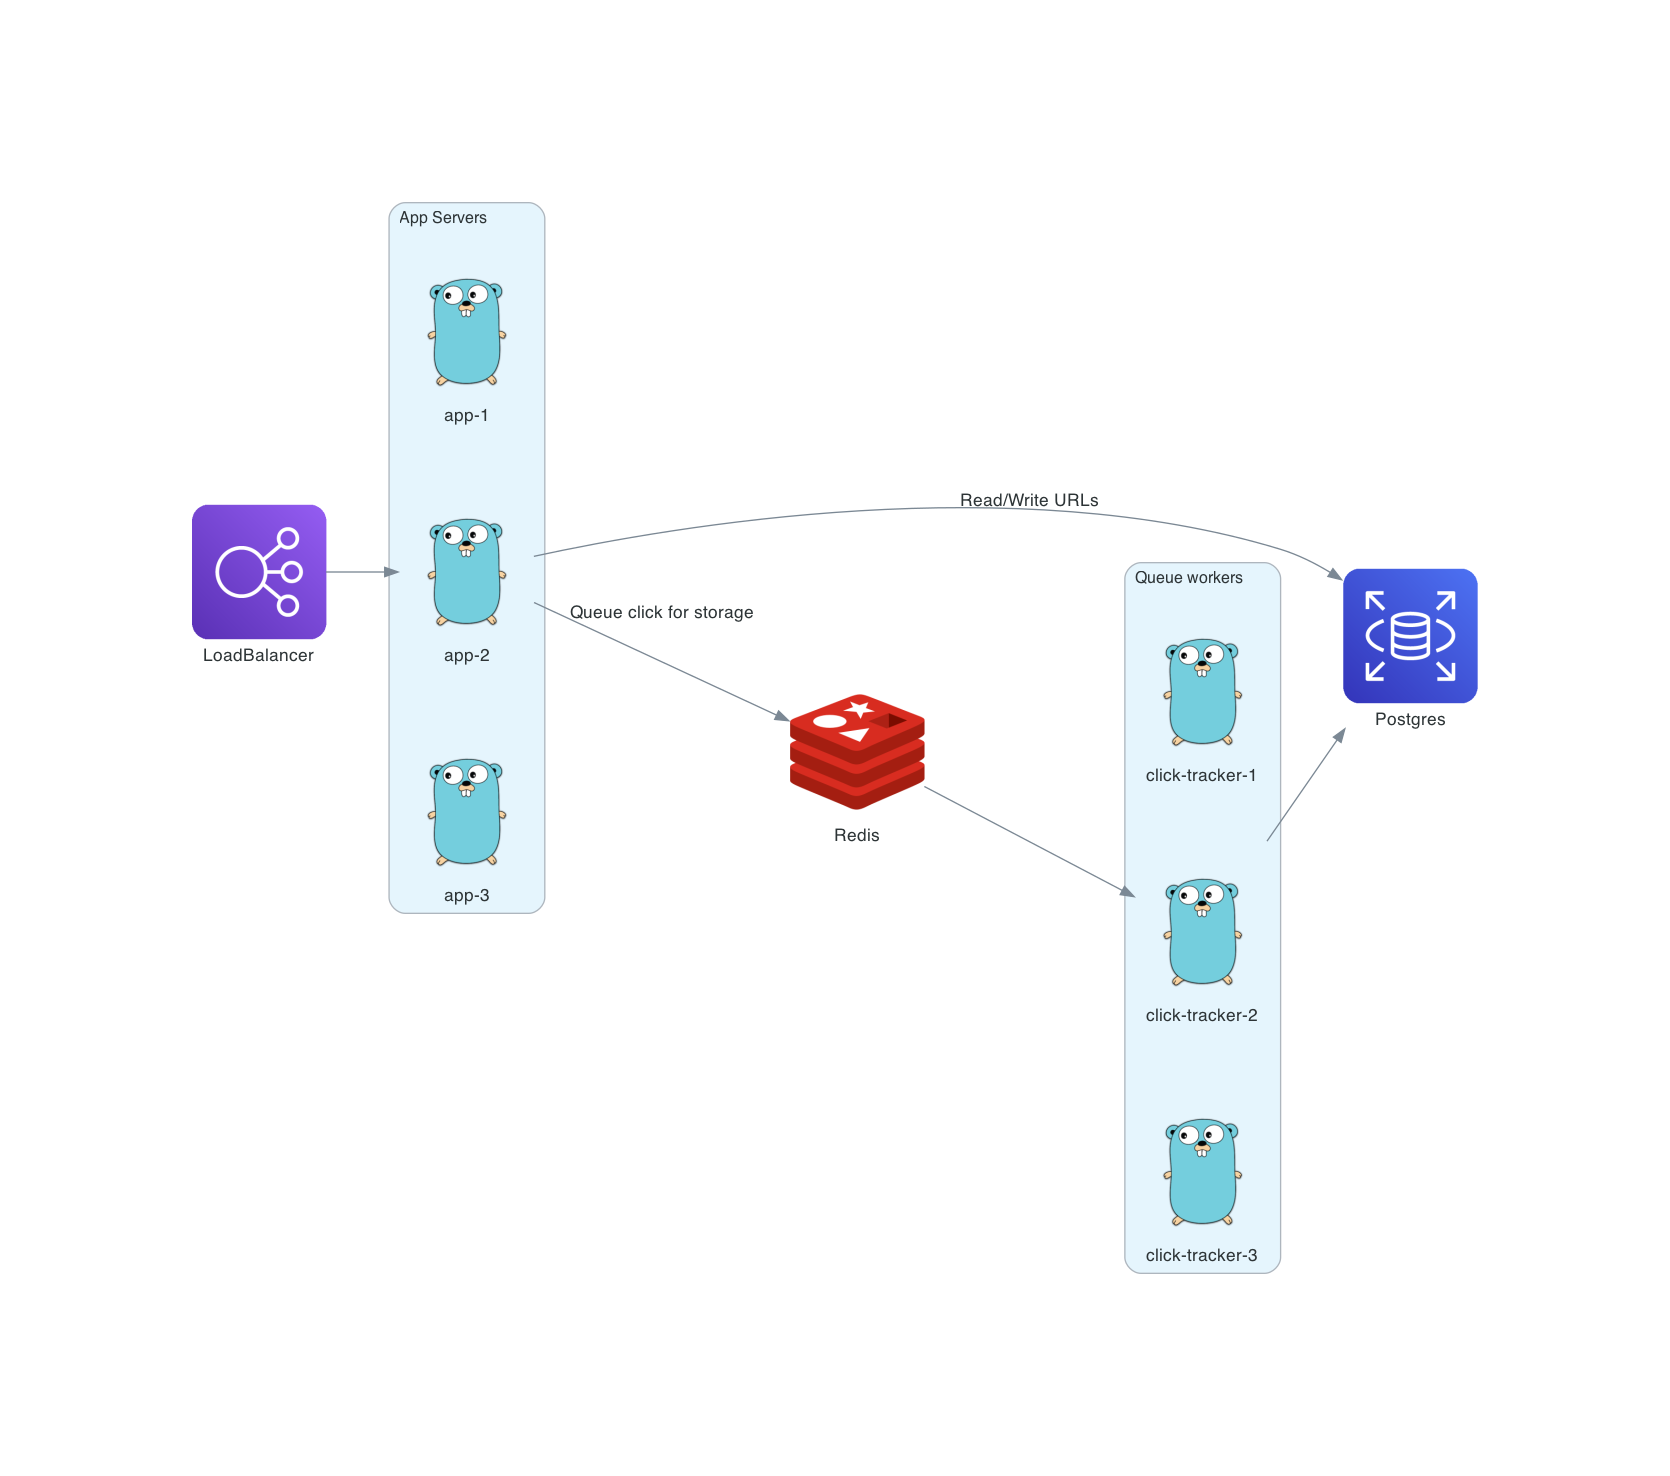 App Servers
app-1
LoadBalancer
app-2
app-3
Read/Write URLs
Queue click for storage
Redis
Queue workers
click-tracker-1
click-tracker-2
click-tracker-3
Postgres